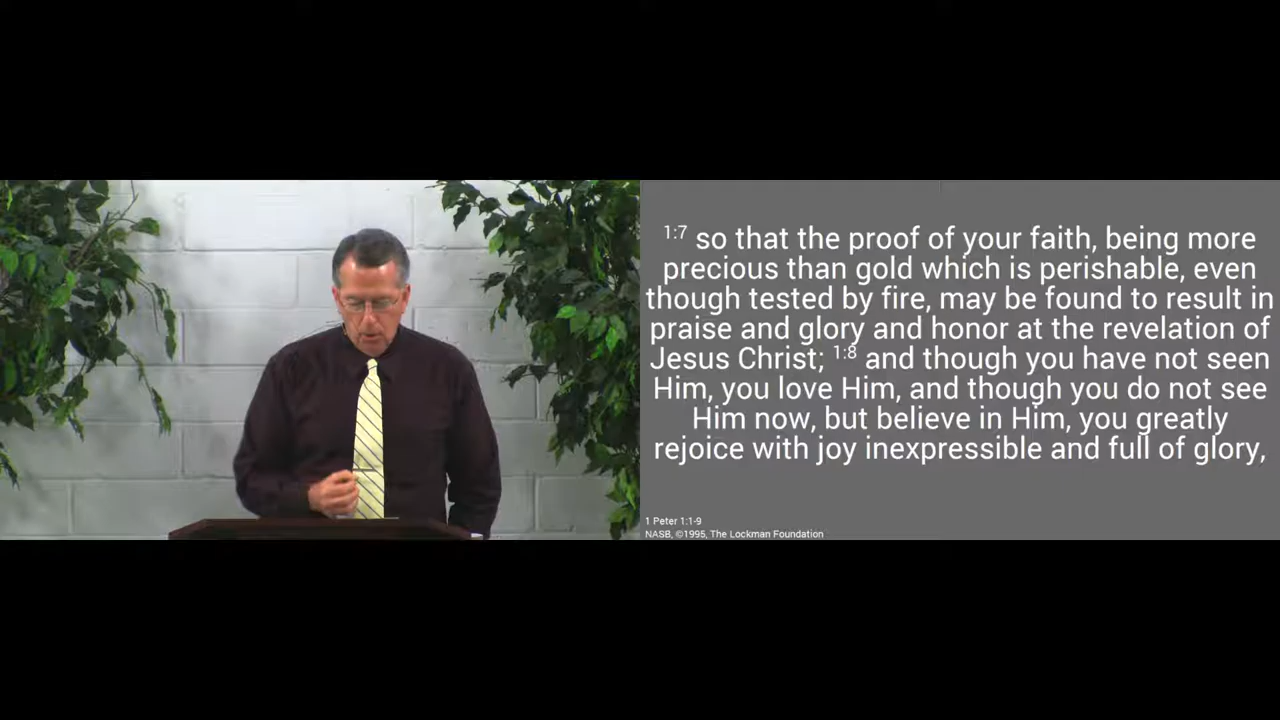 1:7 so that the proof of your faith, being more
precious than gold which is perishable, even
though tested by fire, may be found to result in
praise and glory and honor at the revelation of
Jesus Christ; 1:8 and though you have not seen
Him, you love Him, and though you do not see
Him now, but believe in Him, you greatly
rejoice with joy inexpressible and full of glory,
1 Peter 1:1-9
NASB, ©1995, The Lockman Foundation